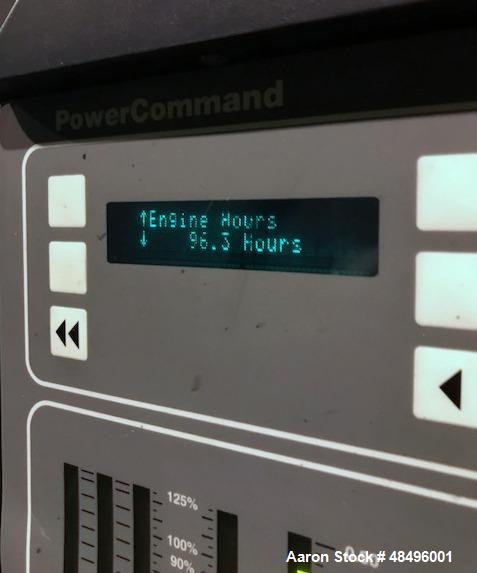 PowerCommand
↑Engine Hours
↓ 96.3 Hours
125%
100%
90%
Aaron Stock # 48496001